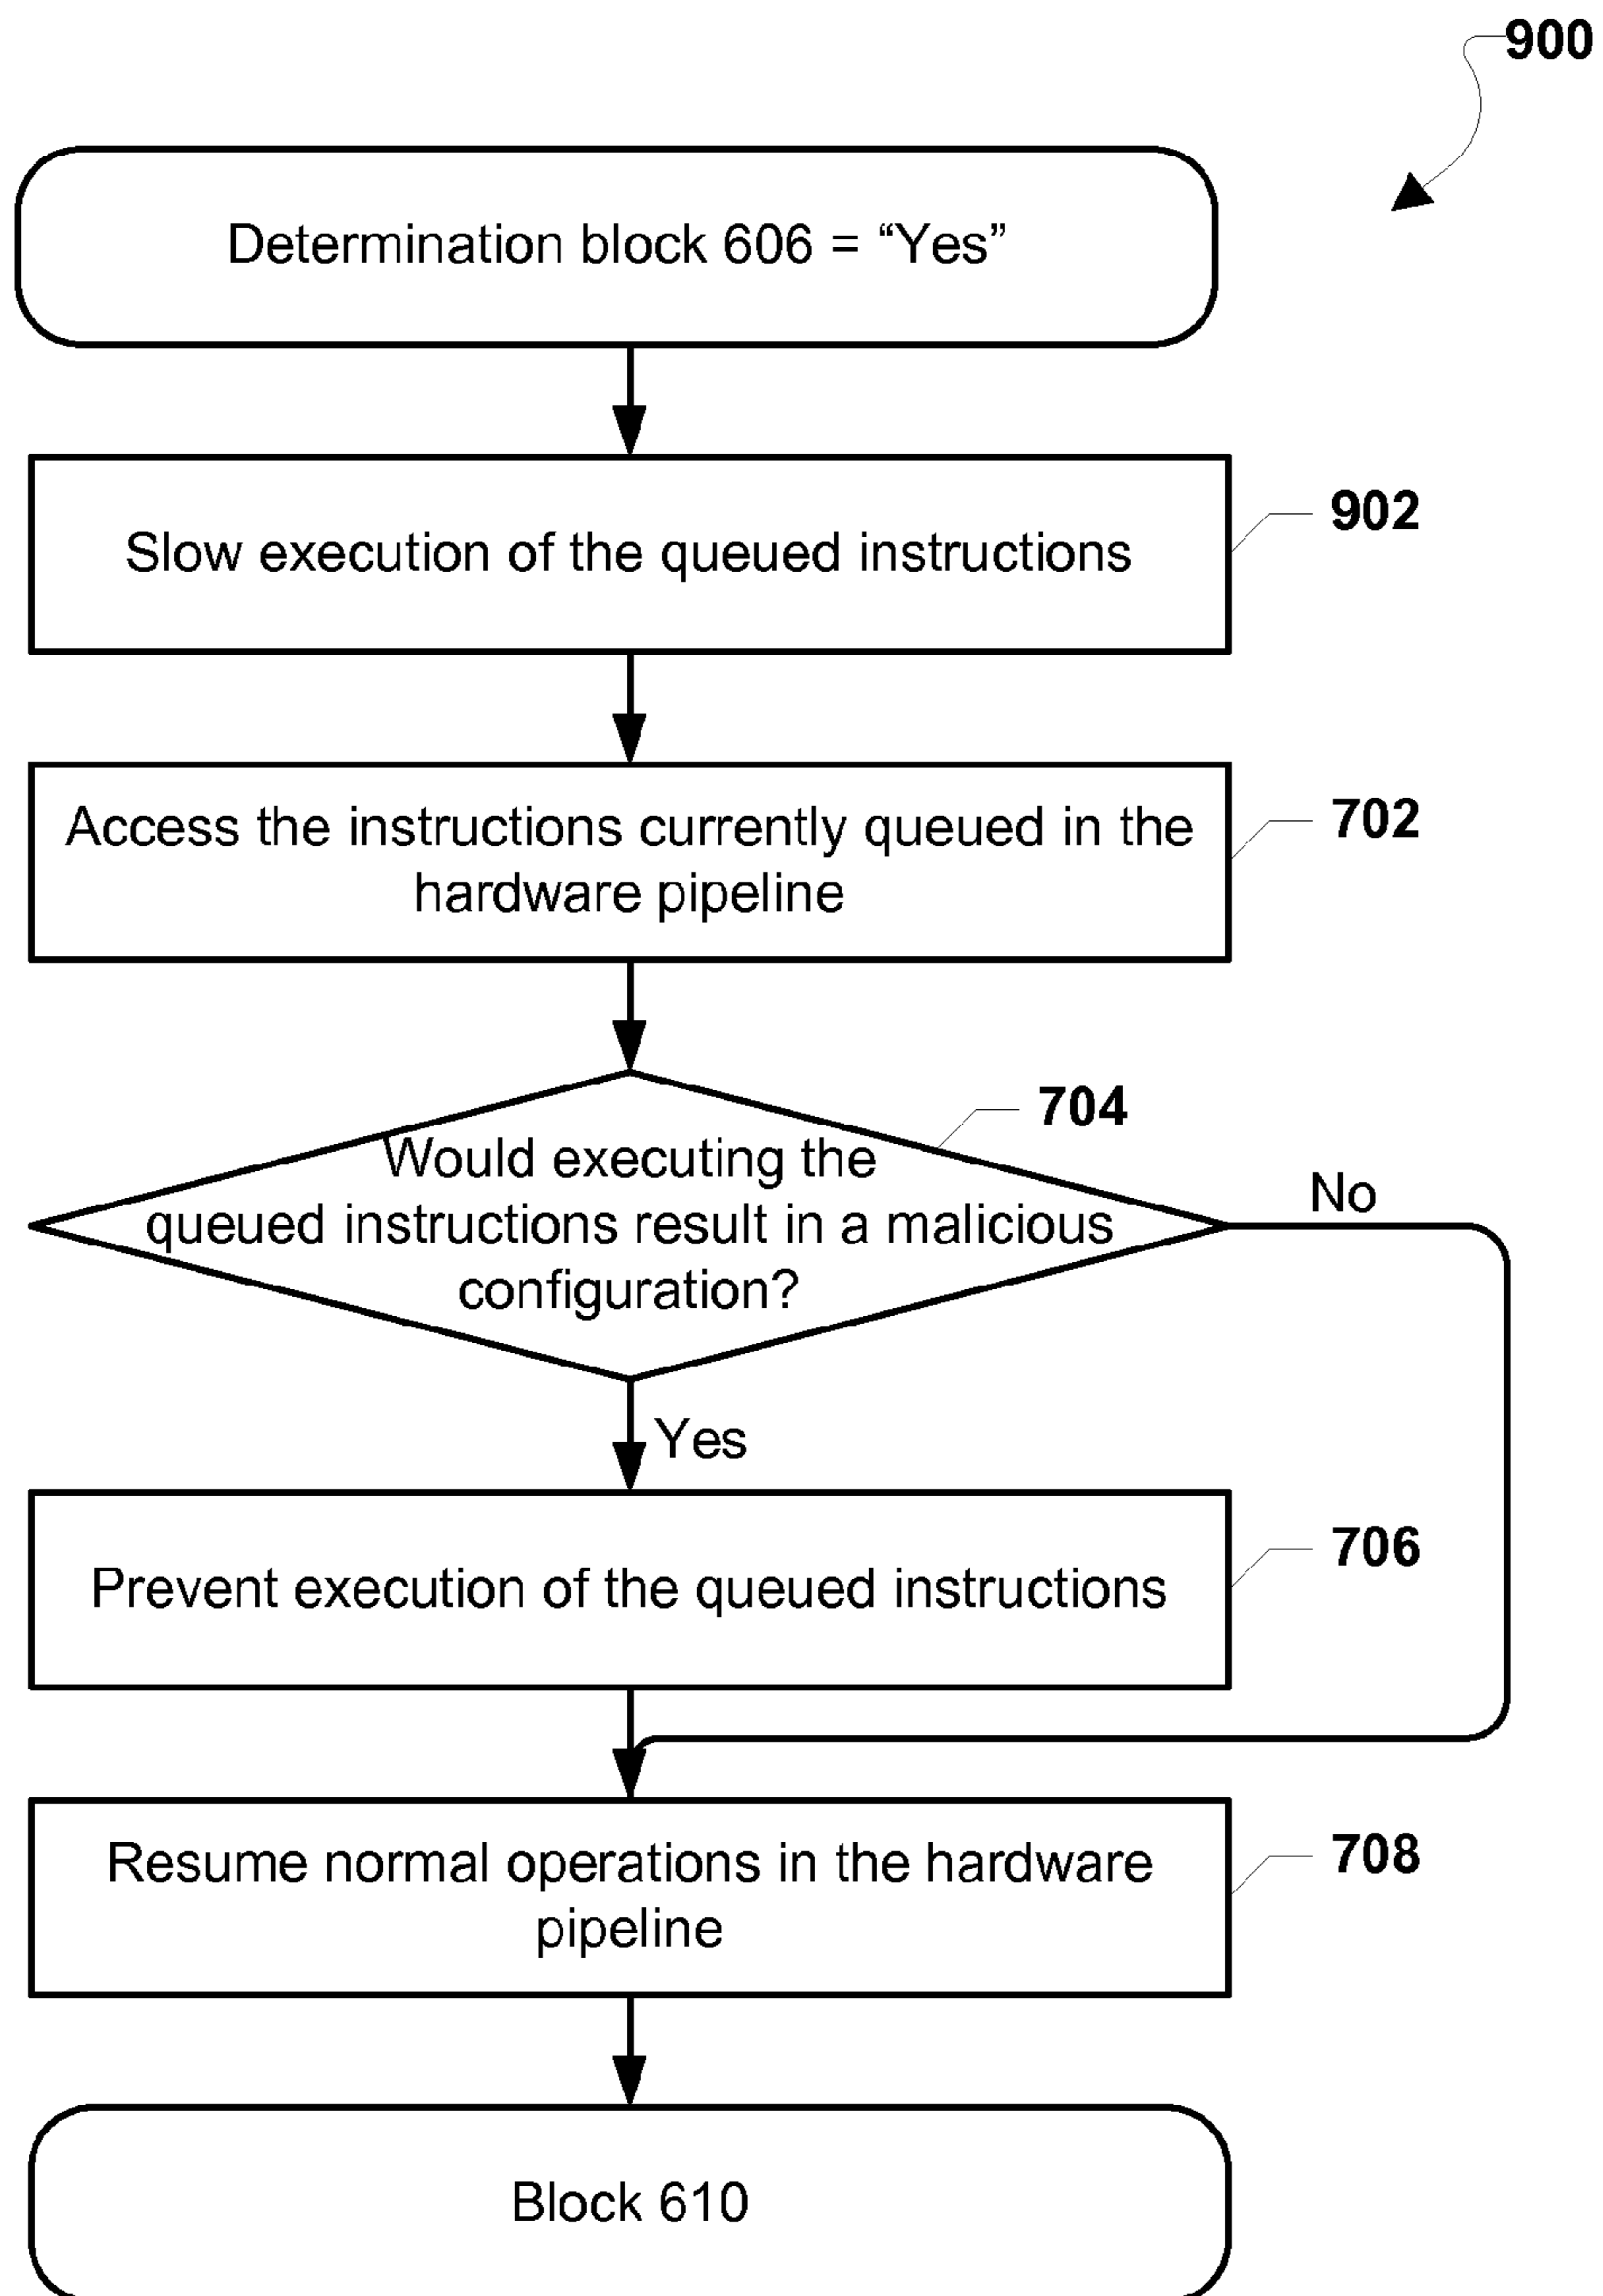 900
Determination block 606 = “Yes”
902
Slow execution of the queued instructions
702
Access the instructions currently queued in the
hardware pipeline
704
Would executing the
queued instructions result in a malicious
configuration?
No
Yes
706
Prevent execution of the queued instructions
708
Resume normal operations in the hardware
pipeline
Block 610